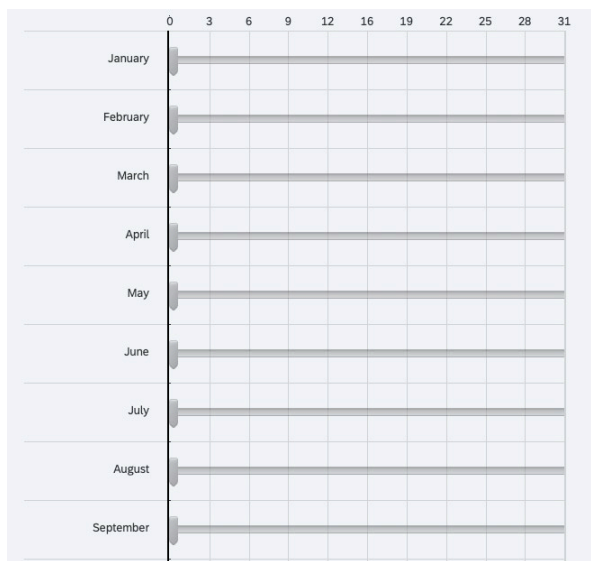 0 3 6 9 12 16 19 22 25 28 31
January
February
March
April
May
June
July
August
September